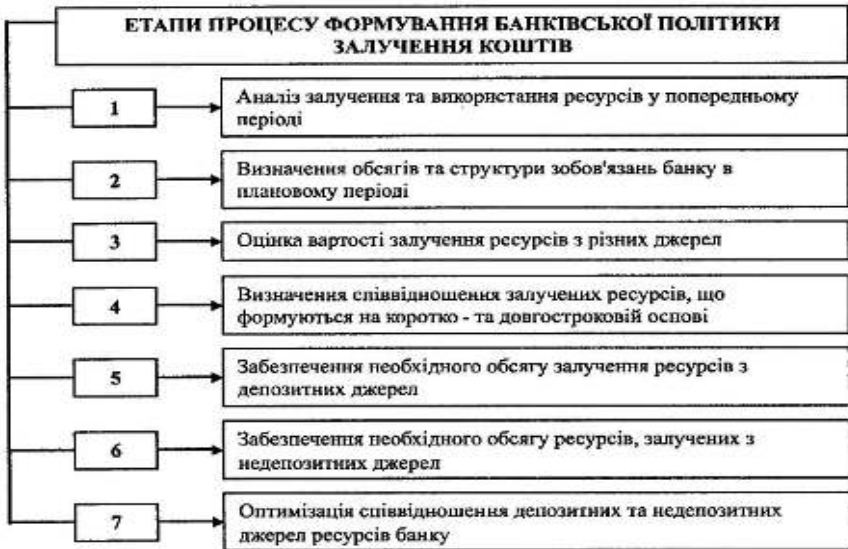 ЕТАПИ ПРОЦЕСУ ФОРМУВАННЯ БАНКІВСЬКОЇ ПОЛІТИКИ
ЗАЛУЧЕННЯ КОШТІВ
1
Аналіз залучення та використання ресурсів у попередньому
періоді
2
Визначення обсягів та структури зобов'язань банку в
плановому періоді
3
Оцінка вартості залучення ресурсів з різних джерел
4
Визначення співвідношення залучених ресурсів, що
формуються на коротко - та довгостроковій основі
5
Забезпечення необхідного обсягу залучення ресурсів з
депозитних джерел
6
Забезпечення необхідного обсягу ресурсів, залучених з
недепозитних джерел
7
Оптимізація співвідношення депозитних та недепозитних
джерел ресурсів банку